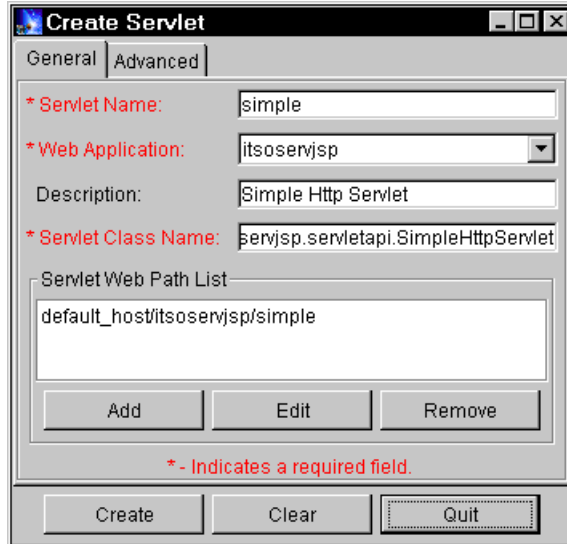 Create Servlet
General Advanced
* Servlet Name: simple
* Web Application: itsoservjsp
Description: Simple Http Servlet
* Servlet Class Name: servjsp.servletapi.SimpleHttpServlet
Servlet Web Path List
default_host/itsoservjsp/simple
Add Edit Remove
* - Indicates a required field.
Create Clear Quit